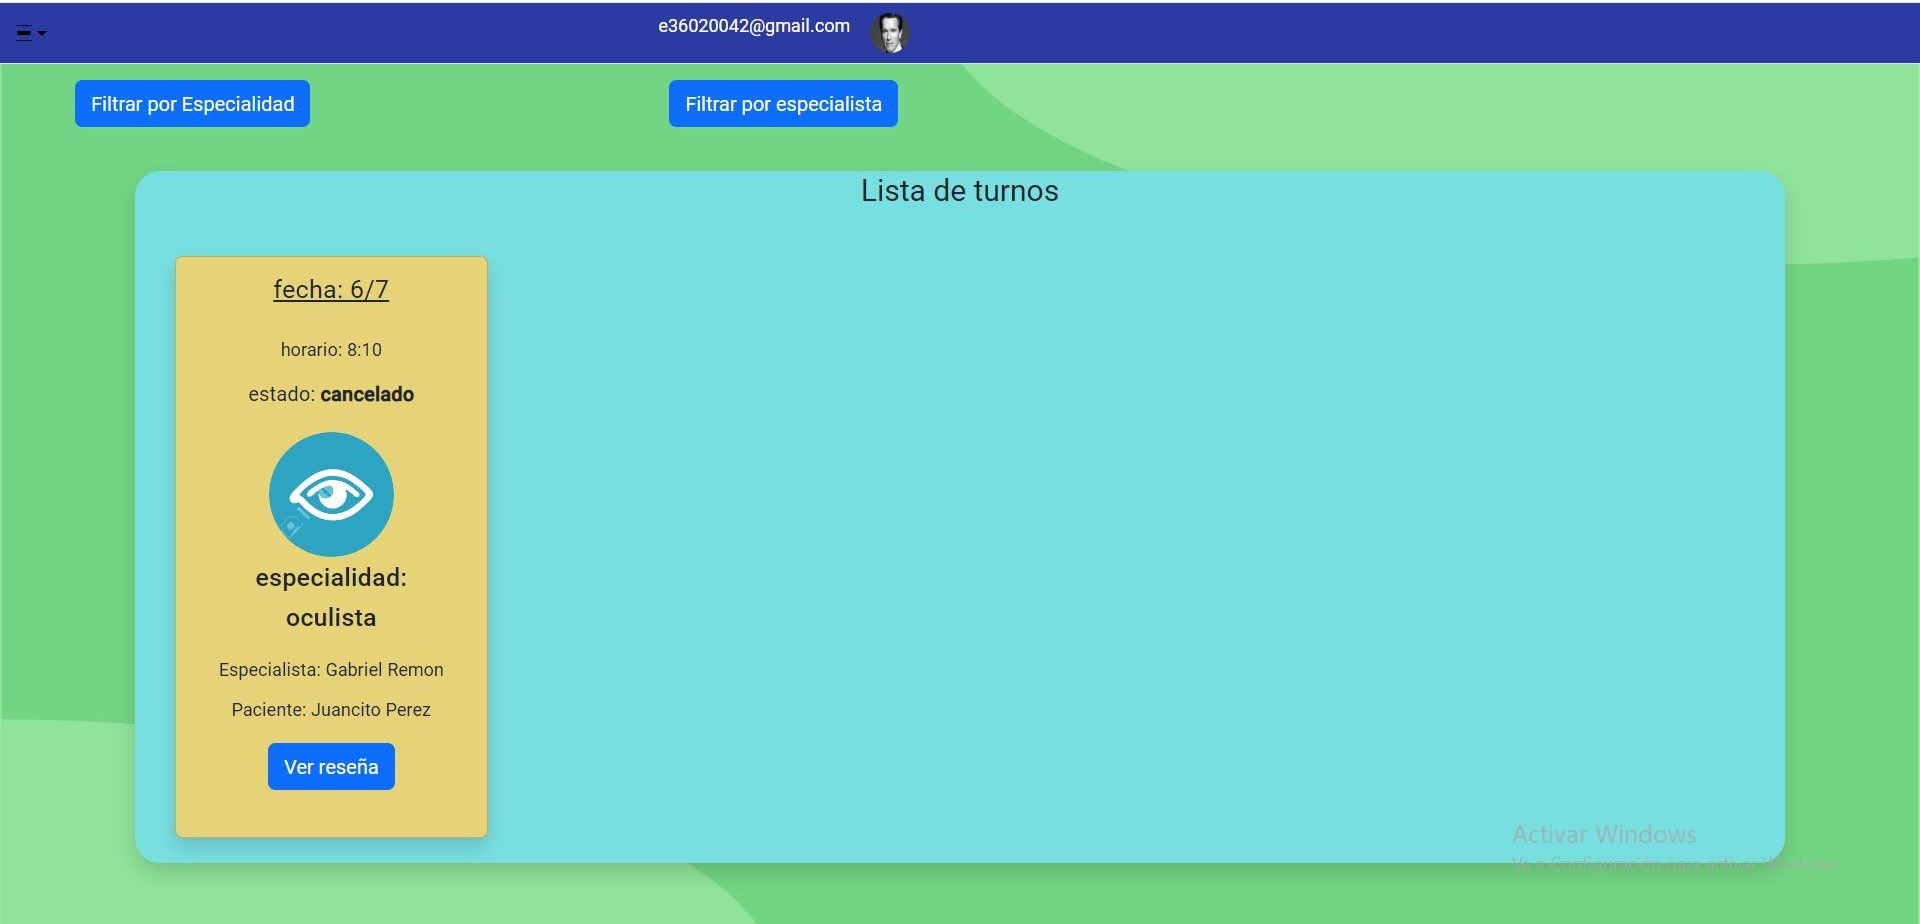 e36020042@gmail.com
Filtrar por Especialidad
Filtrar por especialista
Lista de turnos
fecha: 6/7
horario: 8:10
estado: cancelado
especialidad:
oculista
Especialista: Gabriel Remon
Paciente: Juancito Perez
Ver reseña
Activar Windows
Ve a Configuración para activar Windows.